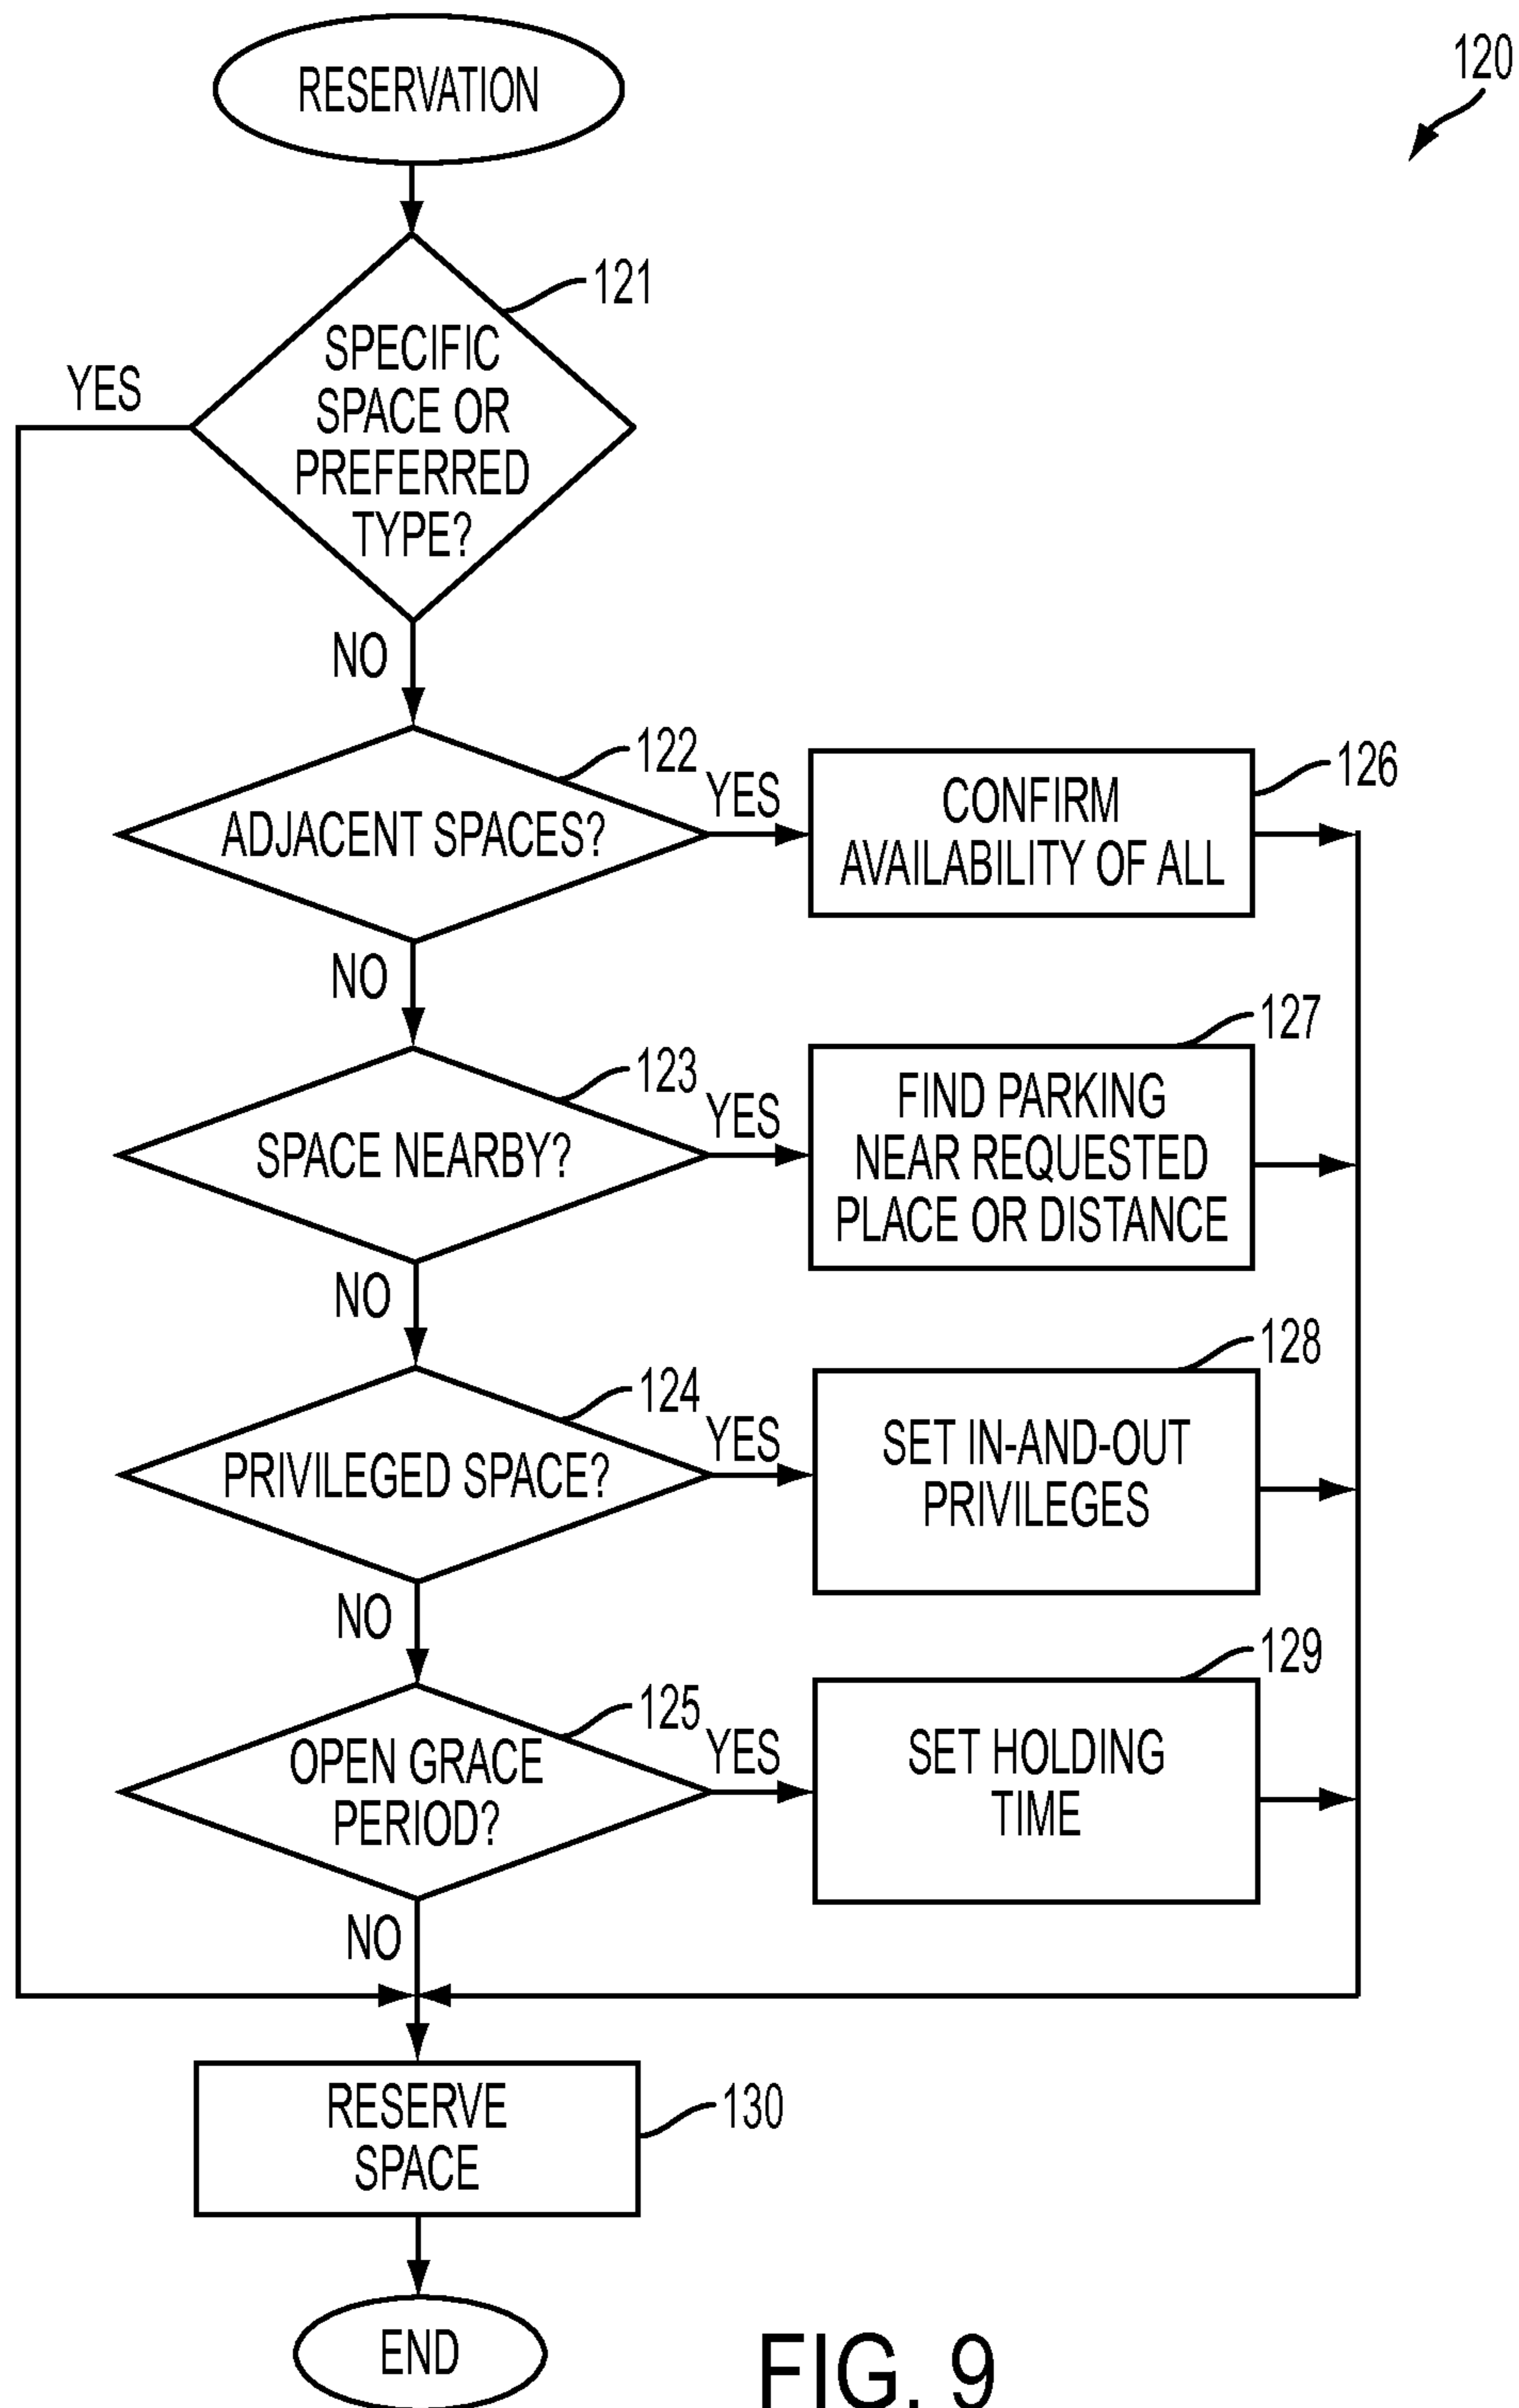 RESERVATION
120
121
SPECIFIC
SPACE OR
PREFERRED
TYPE?
YES
NO
122
ADJACENT SPACES?
YES
CONFIRM
AVAILABILITY OF ALL
126
NO
123
SPACE NEARBY?
YES
FIND PARKING
NEAR REQUESTED
PLACE OR DISTANCE
127
NO
124
PRIVILEGED SPACE?
YES
SET IN-AND-OUT
PRIVILEGES
128
NO
125
OPEN GRACE
PERIOD?
YES
SET HOLDING
TIME
129
NO
RESERVE
SPACE
130
END
FIG. 9